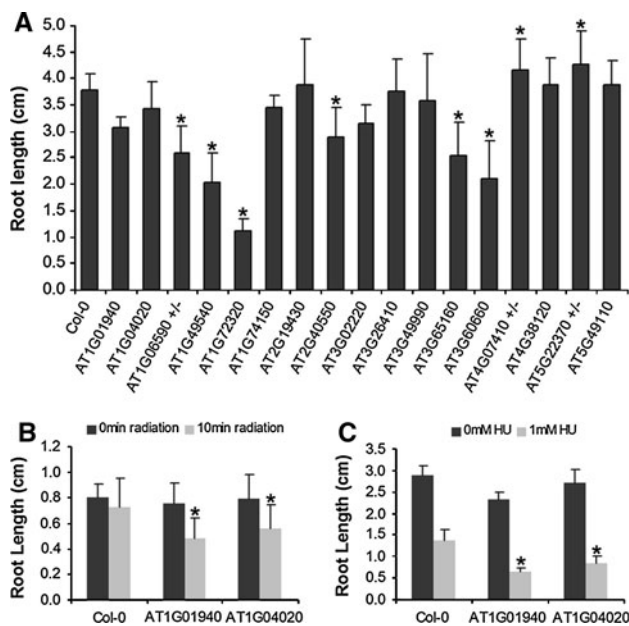 A
Root length (cm)
5.0
4.5
4.0
3.5
3.0
2.5
2.0
1.5
1.0
0.5
0
* * * * * * * *
Col-0
AT1G01940
AT1G04020
AT1G06590 +/-
AT1G49540
AT1G72320
AT1G74150
AT2G19430
AT2G40550
AT3G02220
AT3G26410
AT3G49990
AT3G65160
AT3G60660
AT4G07410 +/-
AT4G38120
AT5G22370 +/-
AT5G49110
B
0min radiation 10min radiation
Root Length (cm)
1.2
1.0
0.8
0.6
0.4
0.2
0.0
* *
Col-0 AT1G01940 AT1G04020
C
0mM HU 1mM HU
Root Length (cm)
3.5
3.0
2.5
2.0
1.5
1.0
0.5
0.0
* *
Col-0 AT1G01940 AT1G04020